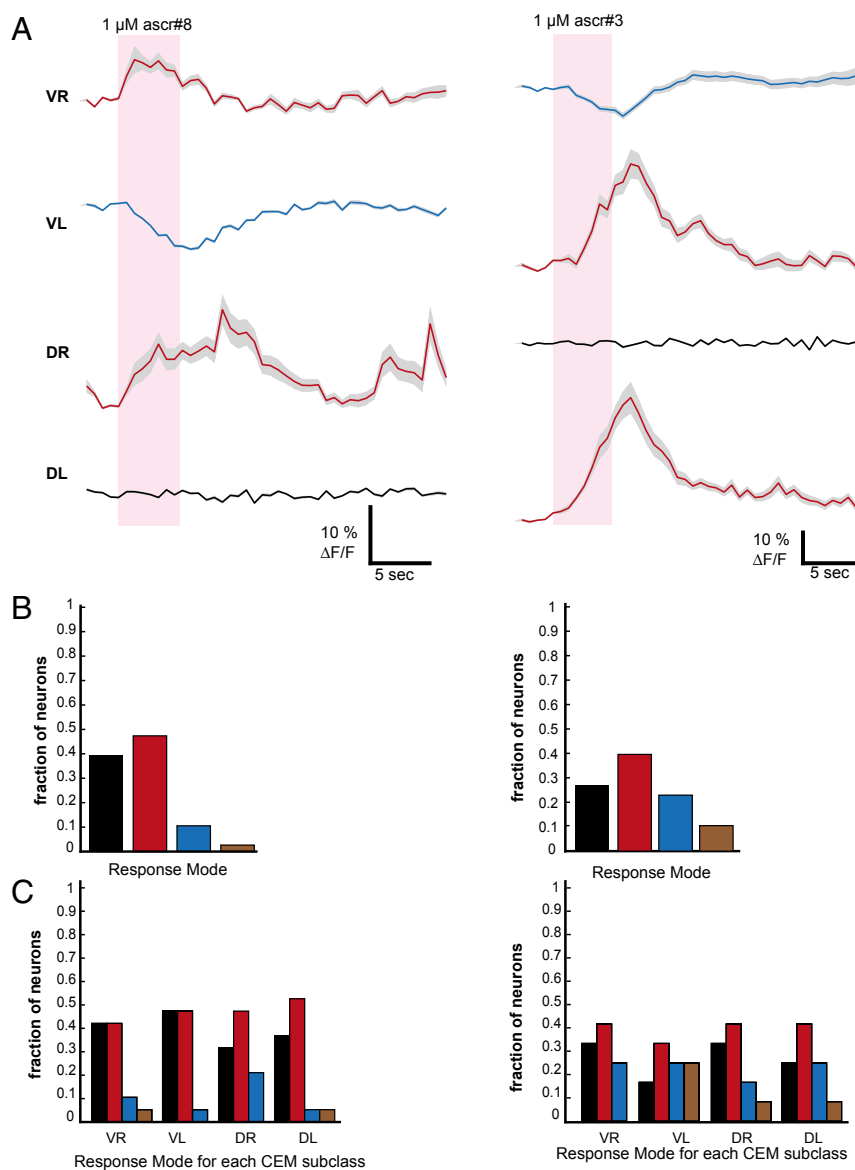 A
1 µM ascr#8
1 µM ascr#3
VR
VL
DR
DL
10 %
ΔF/F
5 sec
10 %
ΔF/F
5 sec
B
fraction of neurons
1
0.9
0.8
0.7
0.6
0.5
0.4
0.3
0.2
0.1
0
Response Mode
fraction of neurons
1
0.9
0.8
0.7
0.6
0.5
0.4
0.3
0.2
0.1
0
Response Mode
C
fraction of neurons
1
0.9
0.8
0.7
0.6
0.5
0.4
0.3
0.2
0.1
0
VR VL DR DL
Response Mode for each CEM subclass
fraction of neurons
1
0.9
0.8
0.7
0.6
0.5
0.4
0.3
0.2
0.1
0
VR VL DR DL
Response Mode for each CEM subclass